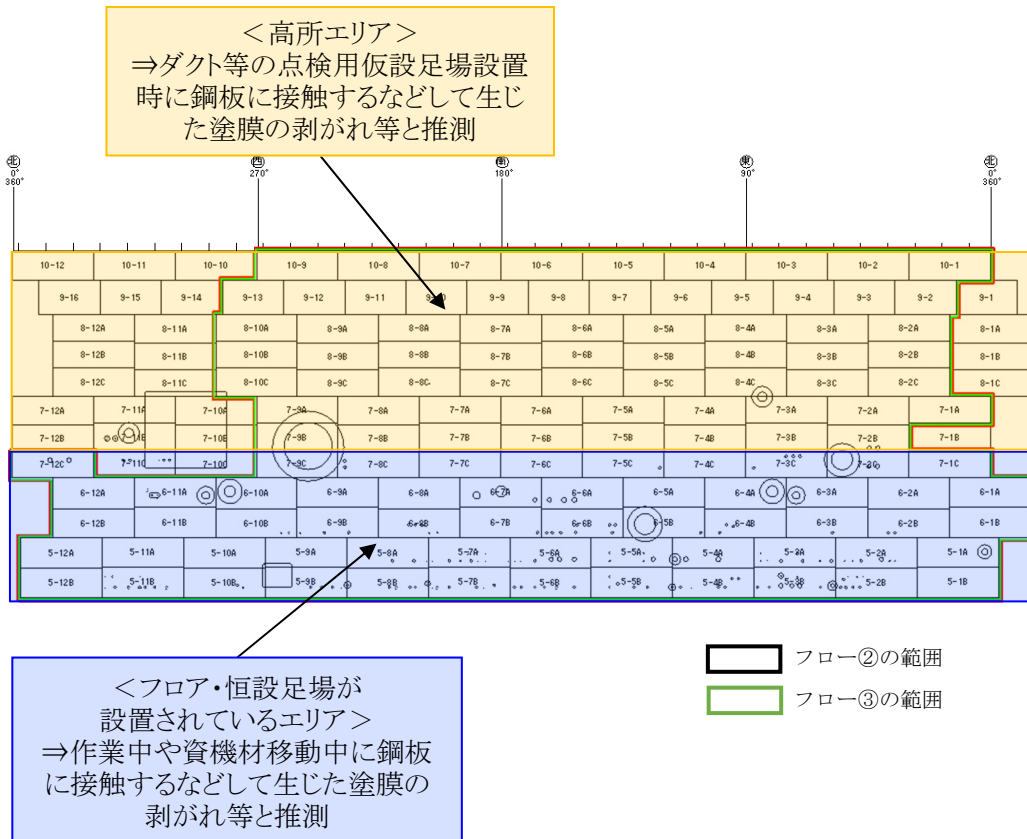 <高所エリア>
⇒ダクト等の点検用仮設足場設置
時に鋼板に接触するなどして生じ
た塗膜の剥がれ等と推測
北 西 南 東 北
0° 270° 180° 90° 0°
360° 360°
10-12 10-11 10-10 10-9 10-8 10-7 10-6 10-5 10-4 10-3 10-2 10-1
9-16 9-15 9-14 9-13 9-12 9-11 9-10 9-9 9-8 9-7 9-6 9-5 9-4 9-3 9-2 9-1
8-12A 8-11A 8-10A 8-9A 8-8A 8-7A 8-6A 8-5A 8-4A 8-3A 8-2A 8-1A
8-12B 8-11B 8-10B 8-9B 8-8B 8-7B 8-6B 8-5B 8-4B 8-3B 8-2B 8-1B
8-12C 8-11C 8-10C 8-9C 8-8C 8-7C 8-6C 8-5C 8-4C 8-3C 8-2C 8-1C
7-12A 7-11A 7-10A 7-9A 7-8A 7-7A 7-6A 7-5A 7-4A 7-3A 7-2A 7-1A
7-12B 7-11B 7-10B 7-9B 7-8B 7-7B 7-6B 7-5B 7-4B 7-3B 7-2B 7-1B
7-12C 7-11C 7-10C 7-9C 7-8C 7-7C 7-6C 7-5C 7-4C 7-3C 7-2C 7-1C
6-12A 6-11A 6-10A 6-9A 6-8A 6-7A 6-6A 6-5A 6-4A 6-3A 6-2A 6-1A
6-12B 6-11B 6-10B 6-9B 6-8B 6-7B 6-6B 6-5B 6-4B 6-3B 6-2B 6-1B
5-12A 5-11A 5-10A 5-9A 5-8A 5-7A 5-6A 5-5A 5-4A 5-3A 5-2A 5-1A
5-12B 5-11B 5-10B 5-9B 5-8B 5-7B 5-6B 5-5B 5-4B 5-3B 5-2B 5-1B
フロー②の範囲
フロー③の範囲
<フロア・恒設足場が
設置されているエリア>
⇒作業中や資機材移動中に鋼板
に接触するなどして生じた塗膜の
剥がれ等と推測